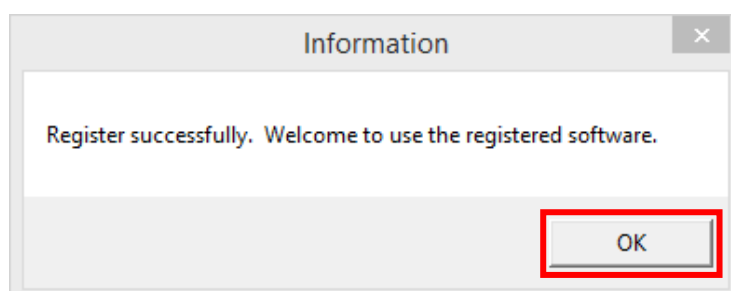 Information
Register successfully.  Welcome to use the registered software.
OK